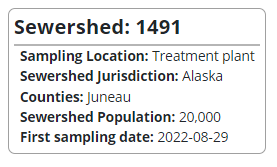 Sewershed: 1491
Sampling Location: Treatment plant
Sewershed Jurisdiction: Alaska
Counties: Juneau
Sewershed Population: 20,000
First sampling date: 2022-08-29